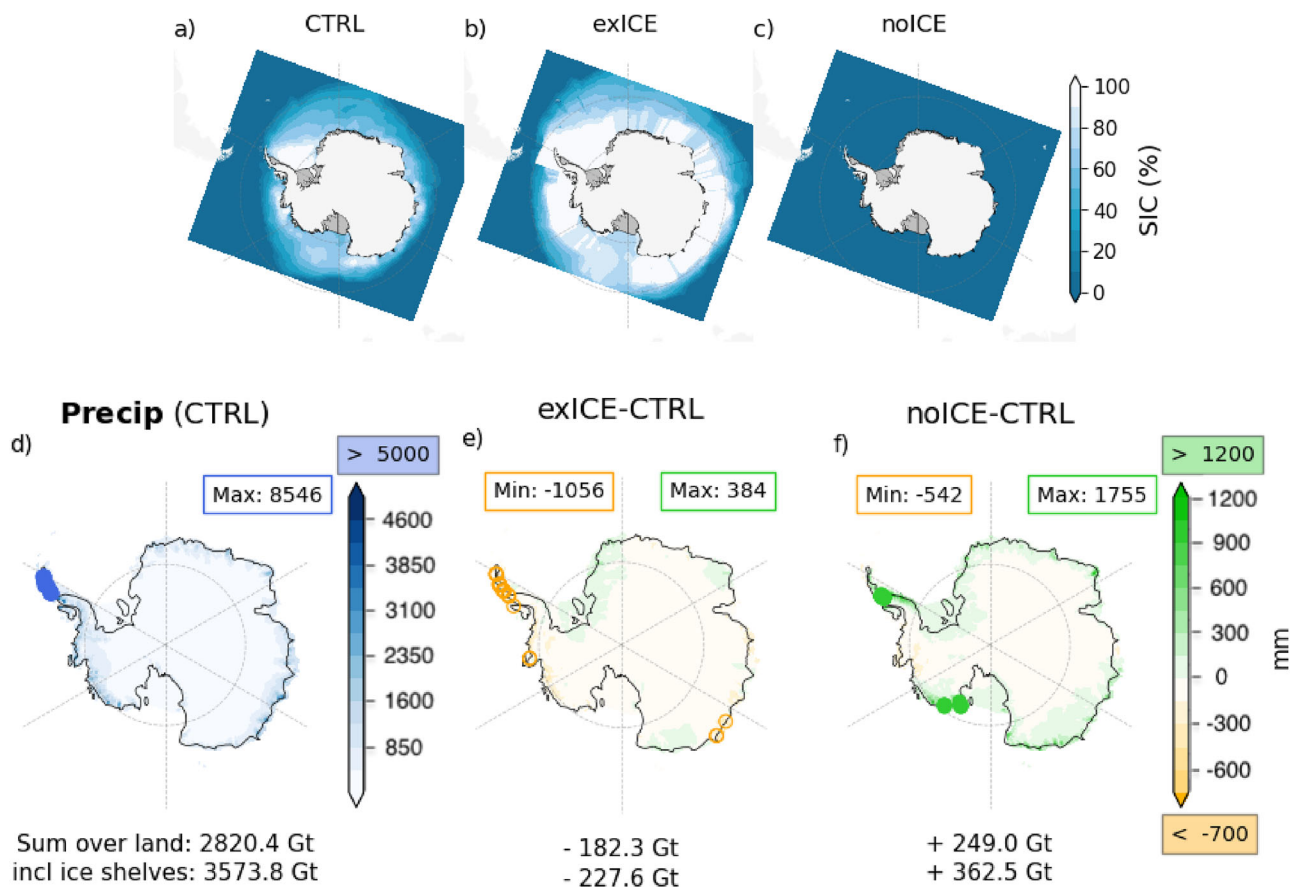 a) CTRL
b) exICE
c) noICE
100
80
60
40
20
0
SIC (%)
Precip (CTRL)
exICE-CTRL
noICE-CTRL
d)
> 5000
e)
f)
> 1200
Max: 8546
Min: -1056
Max: 384
Min: -542
Max: 1755
4600
3850
3100
2350
1600
850
1200
900
600
300
0
-300
-600
mm
< -700
Sum over land: 2820.4 Gt
incl ice shelves: 3573.8 Gt
- 182.3 Gt
- 227.6 Gt
+ 249.0 Gt
+ 362.5 Gt